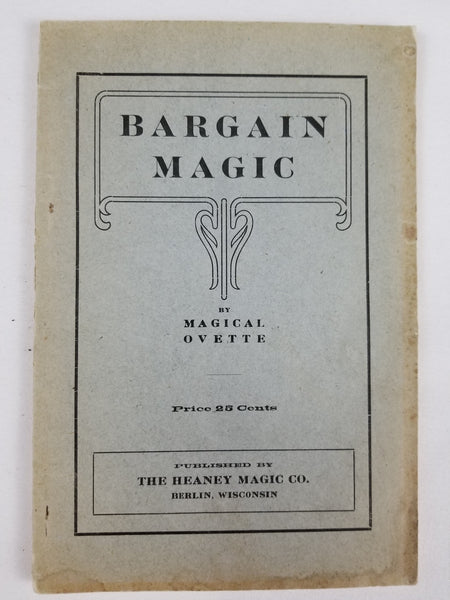 BARGAIN
MAGIC
BY
MAGICAL
OVETTE
Price 25 Cents
PUBLISHED BY
THE HEANEY MAGIC CO.
BERLIN, WISCONSIN